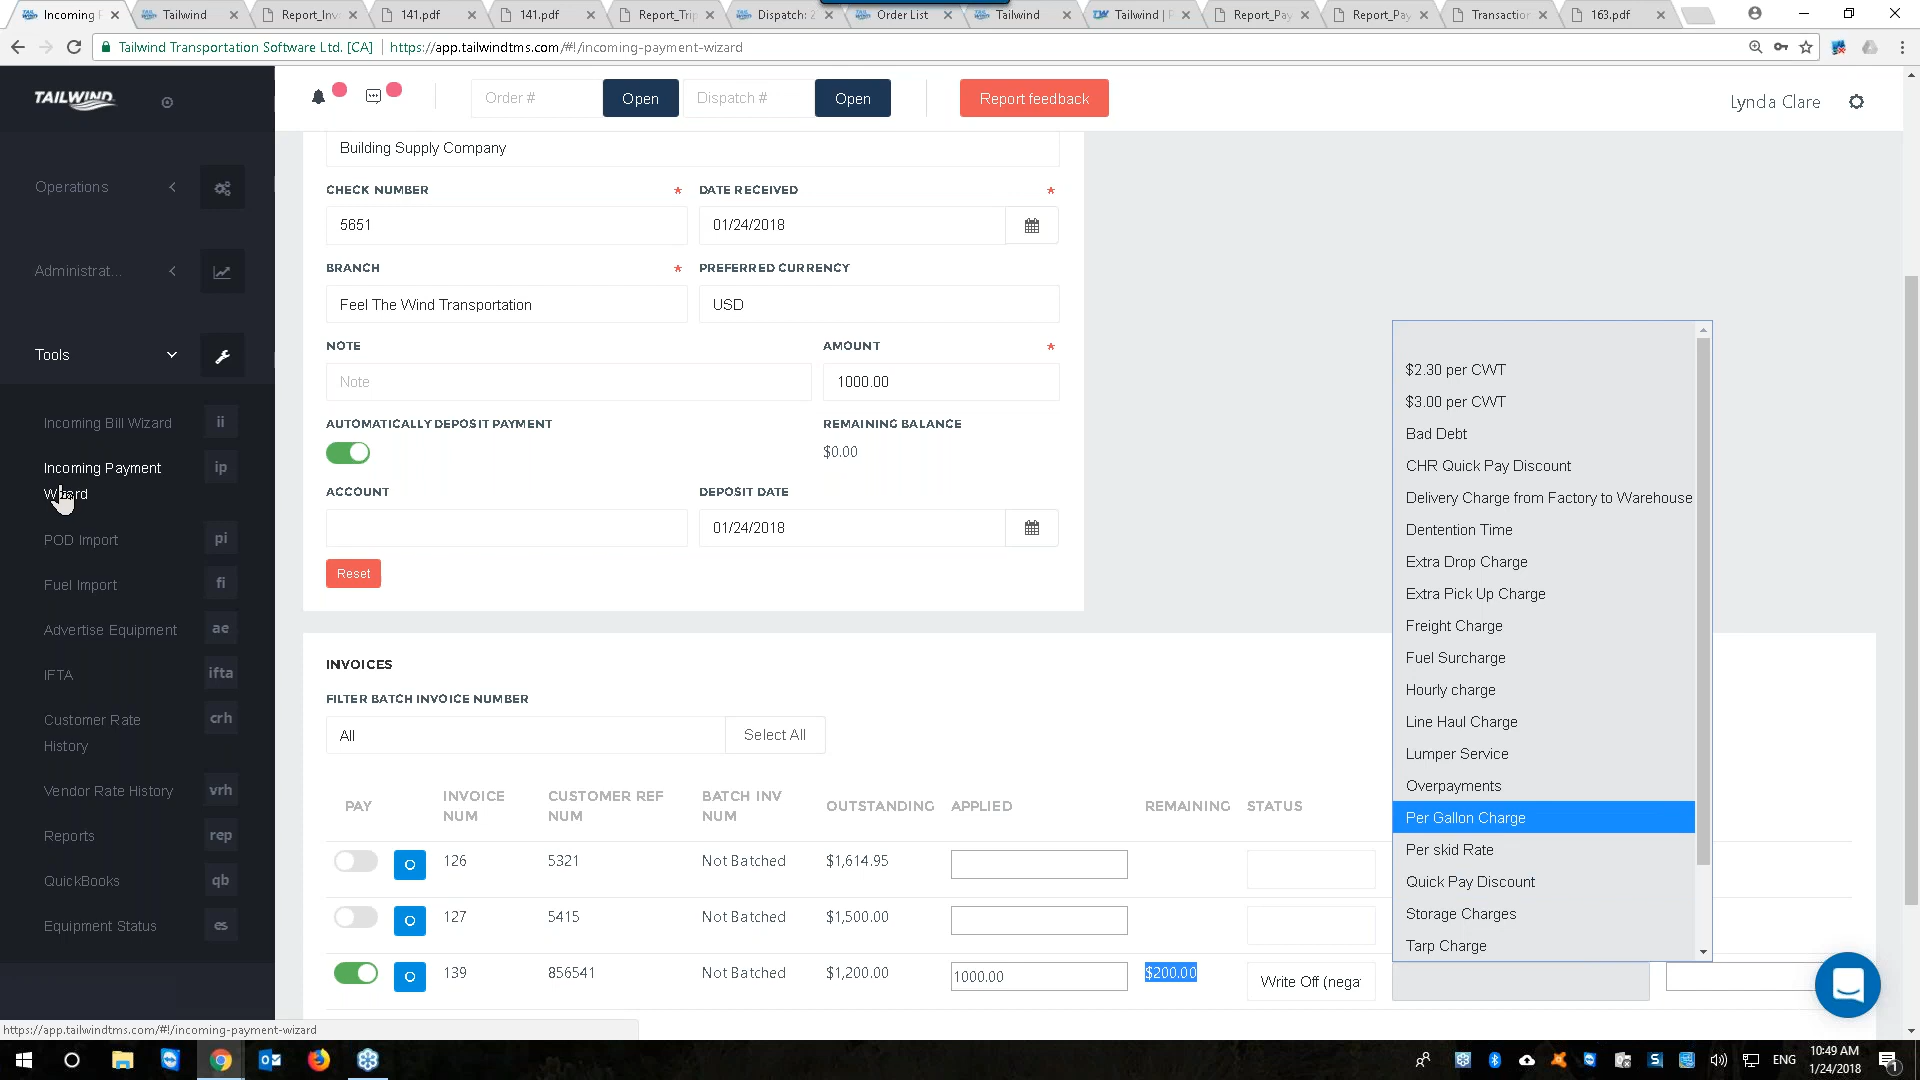 Incoming P
Tailwind
Report_Inv
141.pdf
141.pdf
Report_Trip
Dispatch: 2
Order List
Tailwind
Tailwind |
Report_Pay
Report_Pay
Transaction
163.pdf
Tailwind Transportation Software Ltd. [CA] https://app.tailwindtms.com/#!/incoming-payment-wizard
TAILWIND
Order # Open Dispatch # Open Report feedback Lynda Clare
Operations
Administrat...
Tools
Incoming Bill Wizard ii
Incoming Payment ip
Wizard
POD Import pi
Fuel Import fi
Advertise Equipment ae
IFTA ifta
Customer Rate crh
History
Vendor Rate History vrh
Reports rep
QuickBooks qb
Equipment Status es
Building Supply Company
CHECK NUMBER * DATE RECEIVED *
5651 01/24/2018
BRANCH * PREFERRED CURRENCY
Feel The Wind Transportation USD
NOTE AMOUNT *
Note 1000.00
AUTOMATICALLY DEPOSIT PAYMENT REMAINING BALANCE
$0.00
ACCOUNT DEPOSIT DATE
01/24/2018
Reset
INVOICES
FILTER BATCH INVOICE NUMBER
All Select All
PAY INVOICE NUM CUSTOMER REF NUM BATCH INV NUM OUTSTANDING APPLIED REMAINING STATUS
O 126 5321 Not Batched $1,614.95
O 127 5415 Not Batched $1,500.00
O 139 856541 Not Batched $1,200.00 1000.00 $200.00 Write Off (nega
$2.30 per CWT
$3.00 per CWT
Bad Debt
CHR Quick Pay Discount
Delivery Charge from Factory to Warehouse
Dentention Time
Extra Drop Charge
Extra Pick Up Charge
Freight Charge
Fuel Surcharge
Hourly charge
Line Haul Charge
Lumper Service
Overpayments
Per Gallon Charge
Per skid Rate
Quick Pay Discount
Storage Charges
Tarp Charge
https://app.tailwindtms.com/#!/incoming-payment-wizard
ENG
10:49 AM
1/24/2018
1